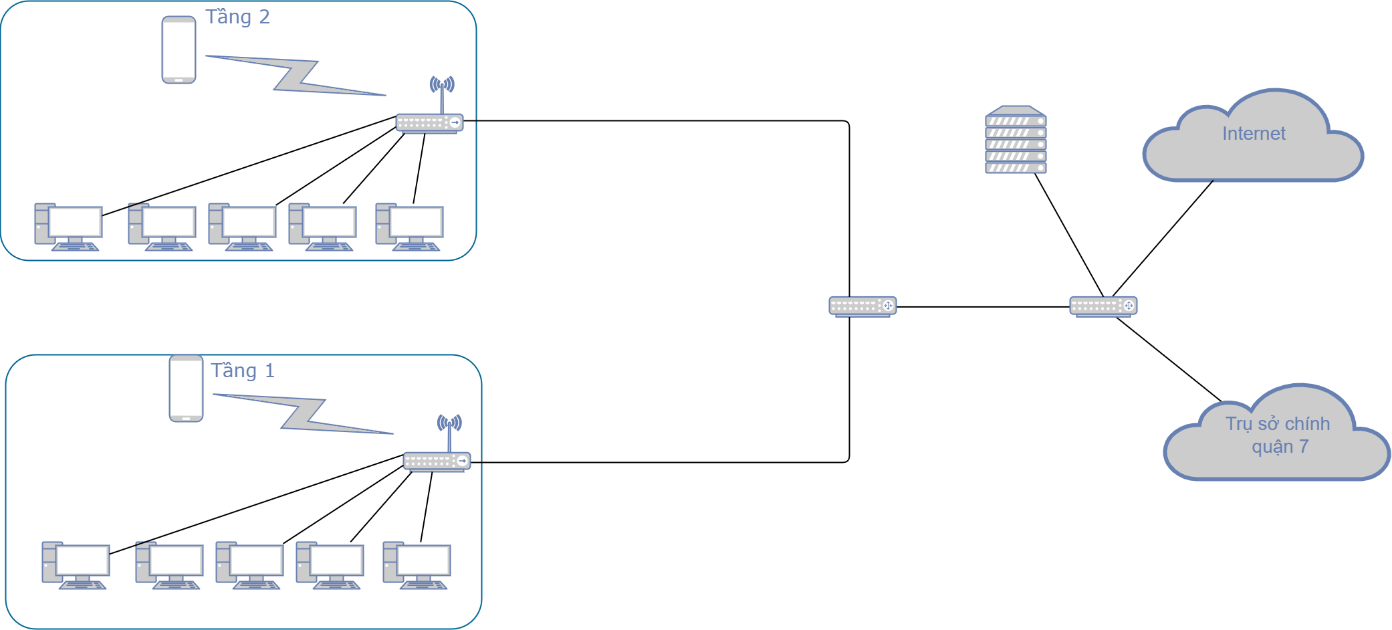 Tầng 2
Internet
Tầng 1
Trụ sở chính
quận 7